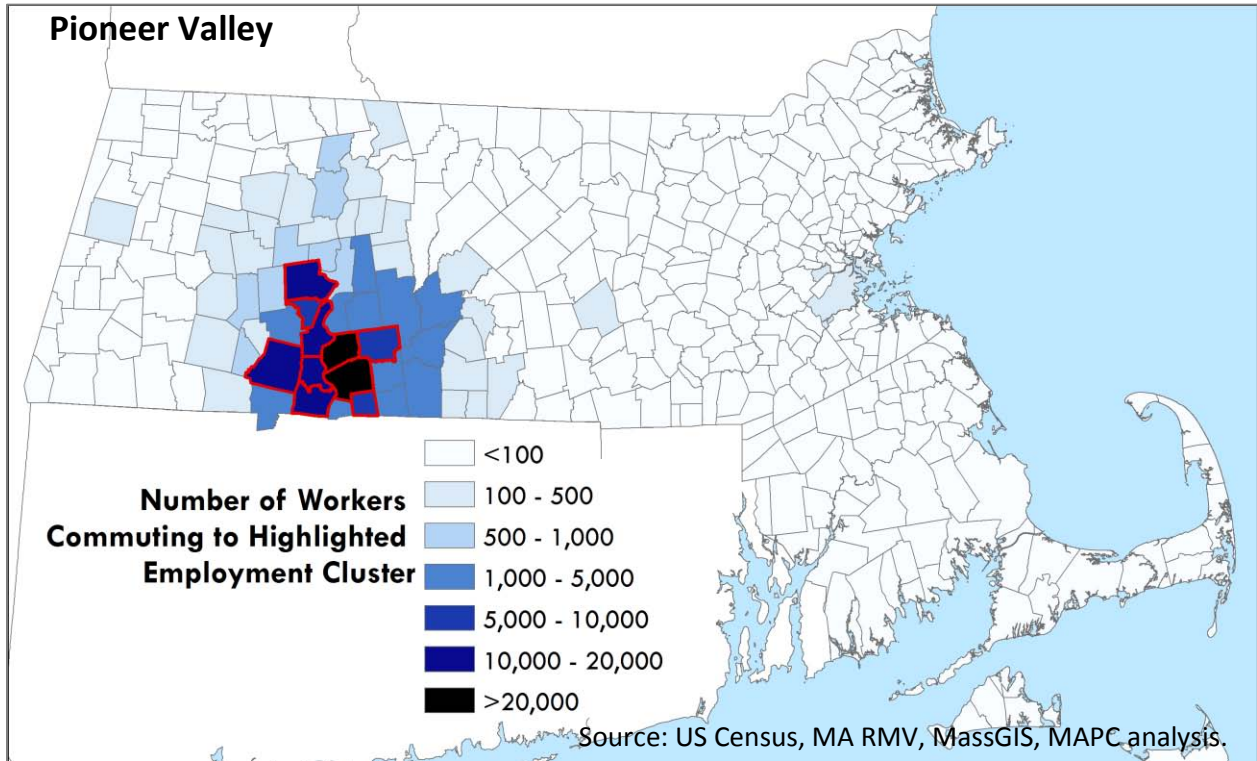 Pioneer Valley
Number of Workers
Commuting to Highlighted
Employment Cluster
<100
100 - 500
500 - 1,000
1,000 - 5,000
5,000 - 10,000
10,000 - 20,000
>20,000
Source: US Census, MA RMV, MassGIS, MAPC analysis.